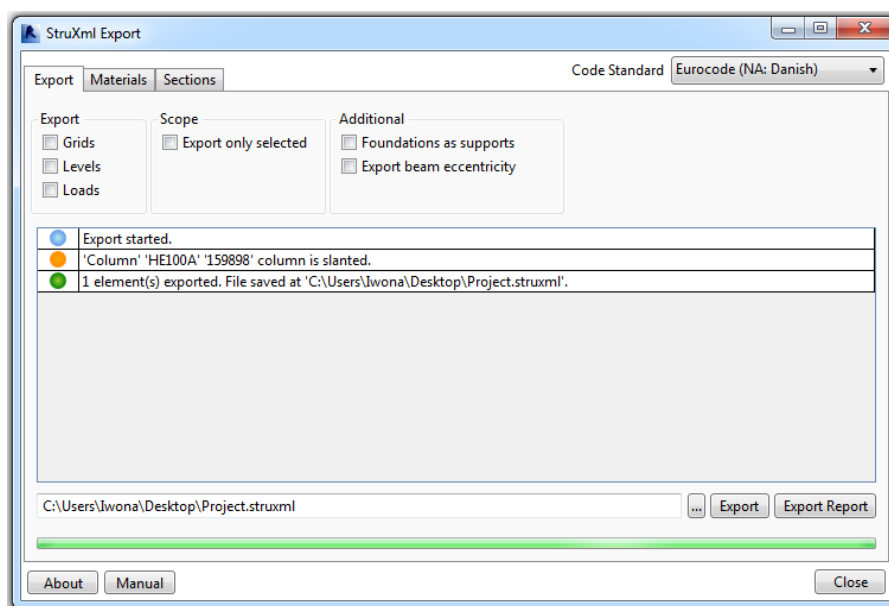 StruXml Export
Export Materials Sections Code Standard Eurocode (NA: Danish)
Export Scope Additional
Grids Export only selected Foundations as supports
Levels Export beam eccentricity
Loads
Export started.
'Column' 'HE100A' '159898' column is slanted.
1 element(s) exported. File saved at 'C:\Users\Iwona\Desktop\Project.struxml'.
C:\Users\Iwona\Desktop\Project.struxml ... Export Export Report
About Manual Close